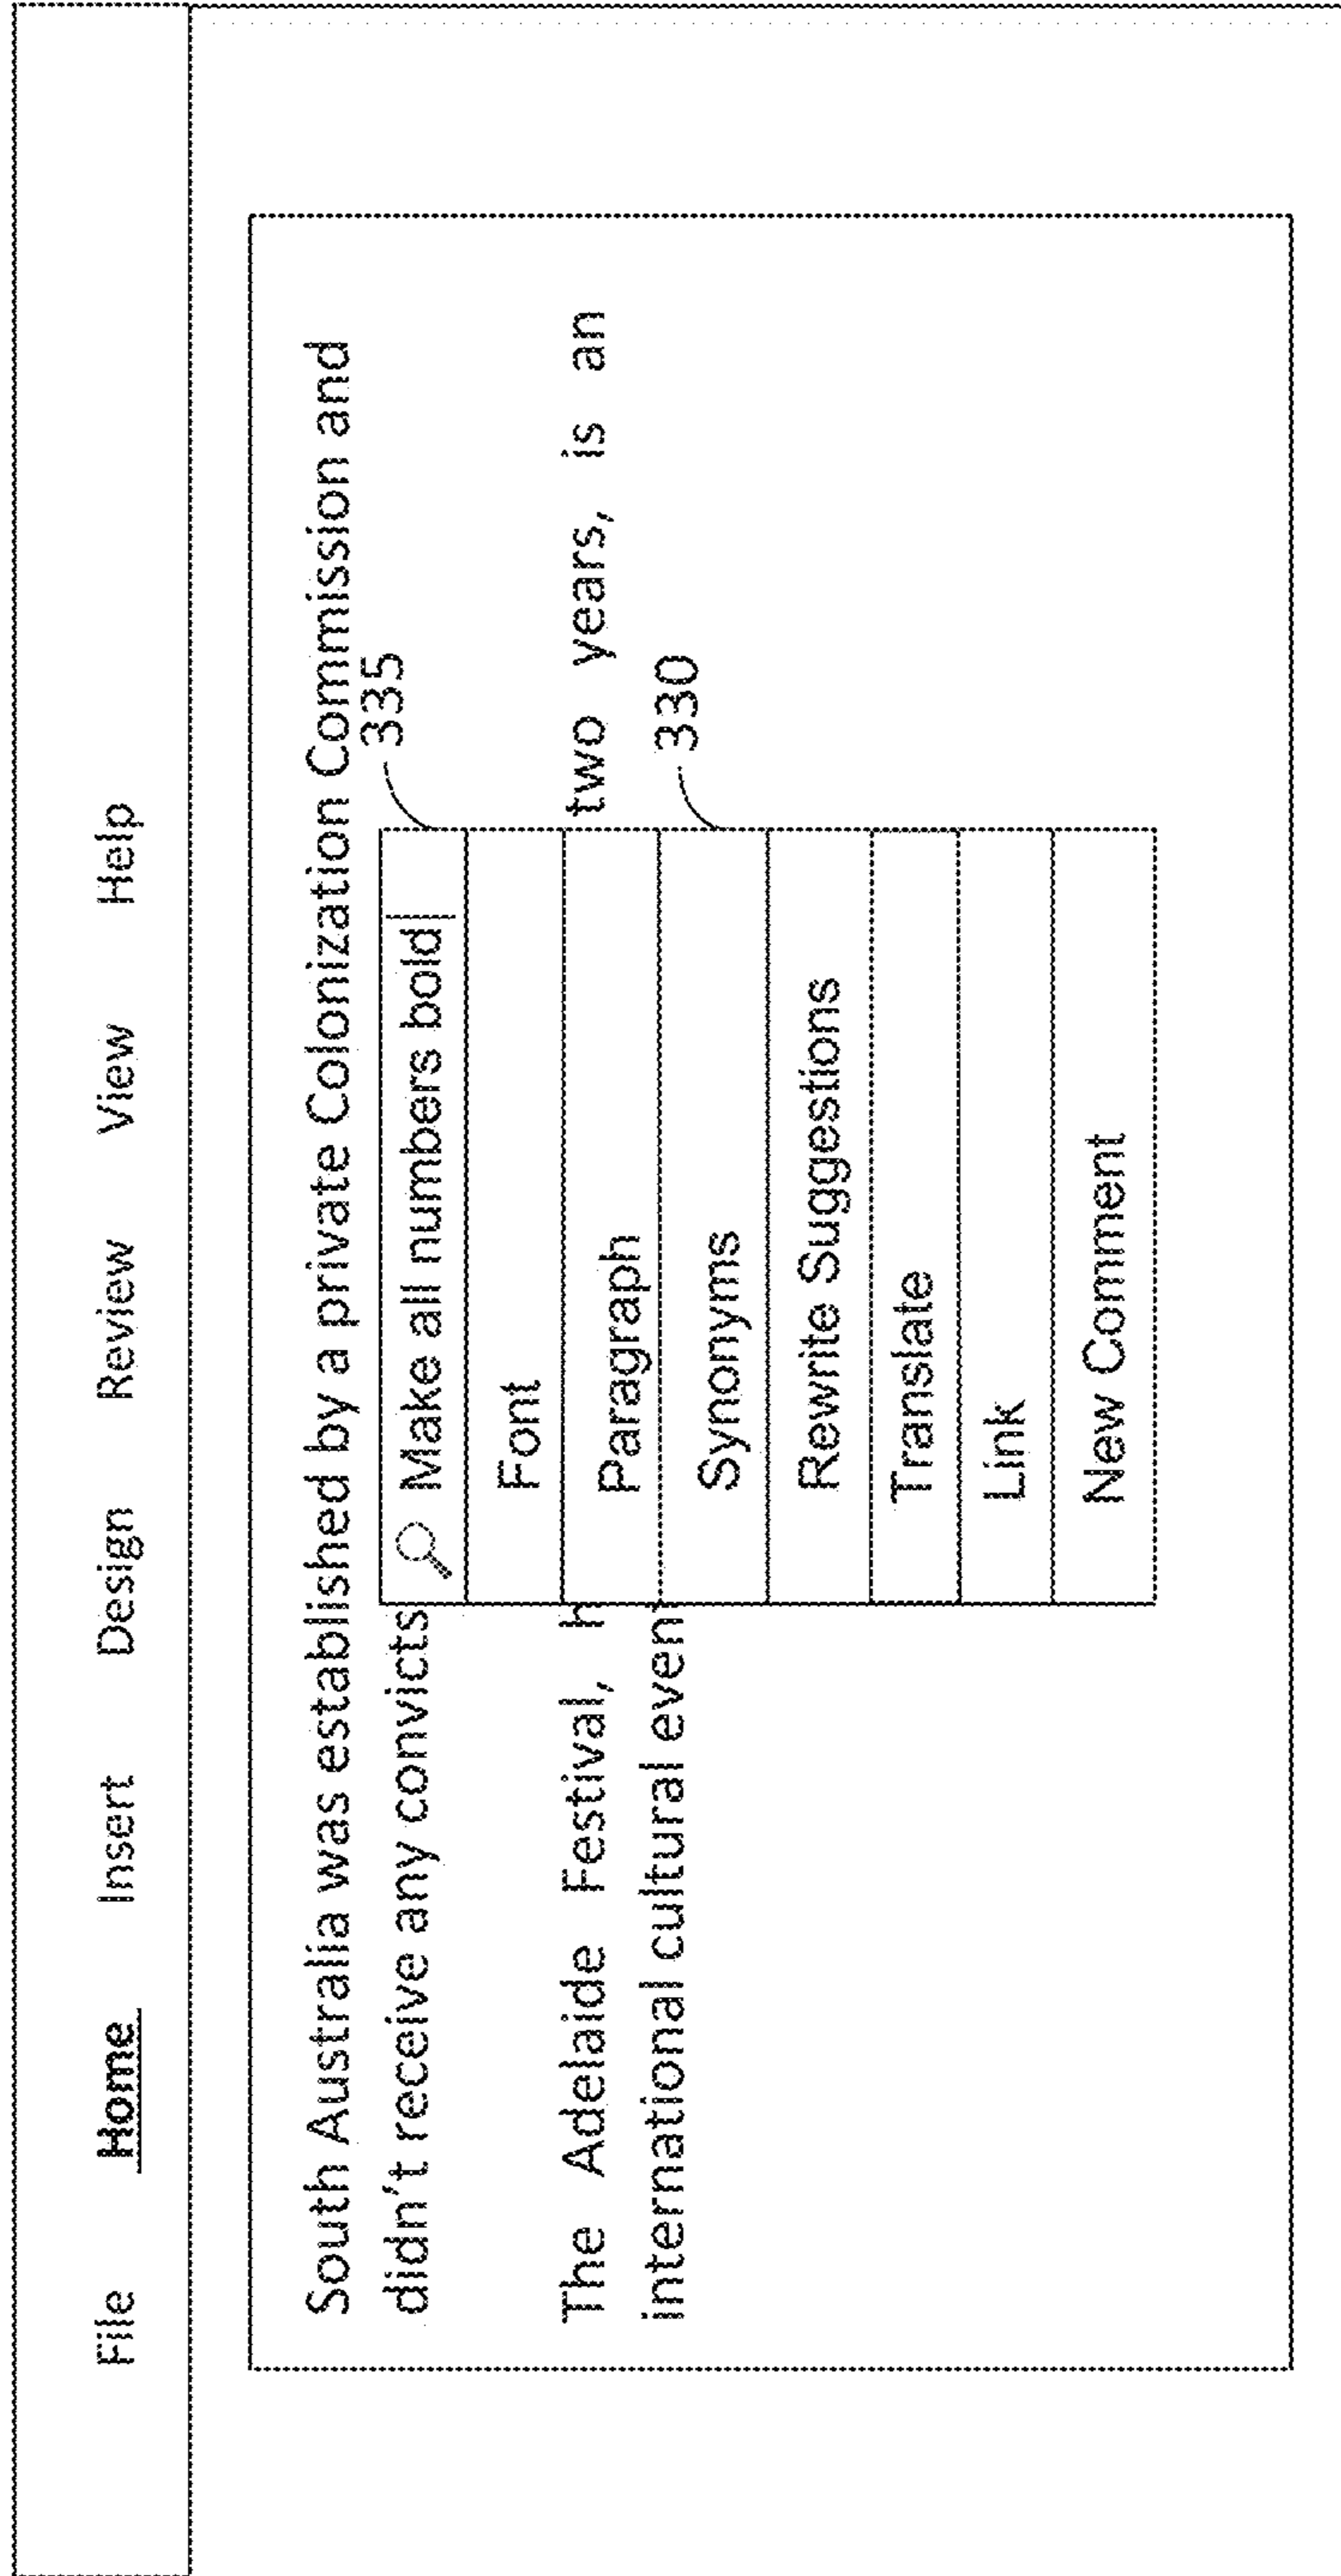 File Home Insert Design Review View Help
South Australia was established by a private Colonization Commission and
didn't receive any convicts
335
Make all numbers bold
Font
The Adelaide Festival, h two years, is an
Paragraph
international cultural even
330
Synonyms
Rewrite Suggestions
Translate
Link
New Comment